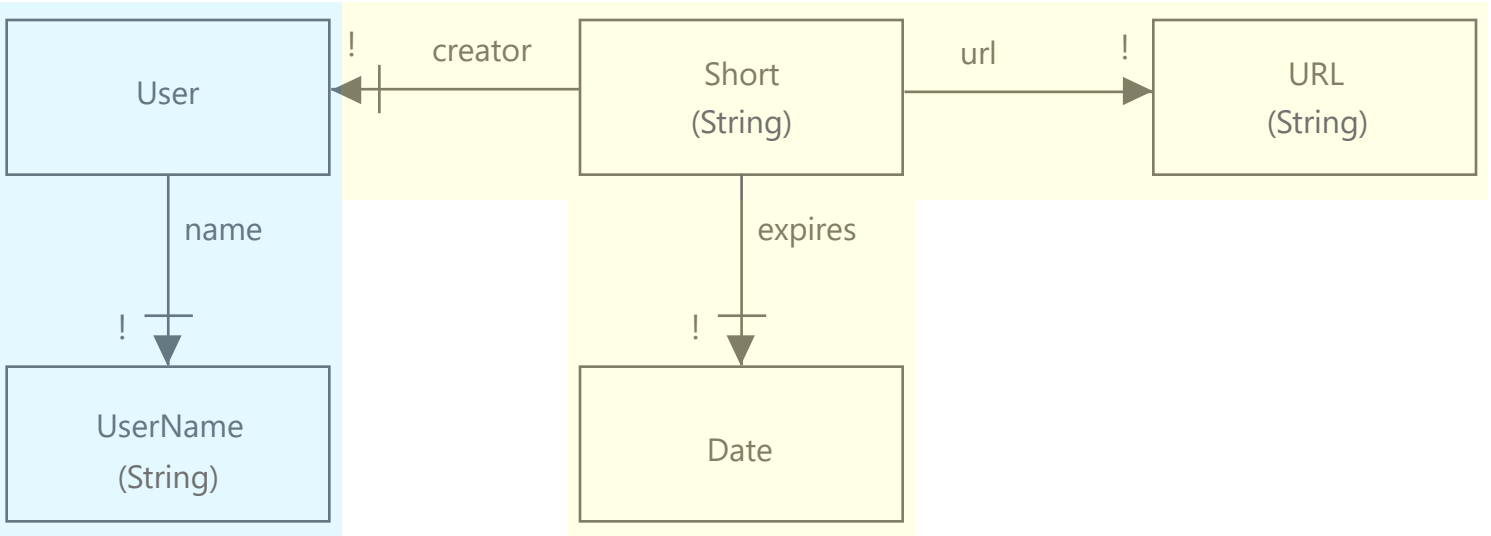 User
!
creator
Short
(String)
url
!
URL
(String)
name
!
expires
!
UserName
(String)
Date